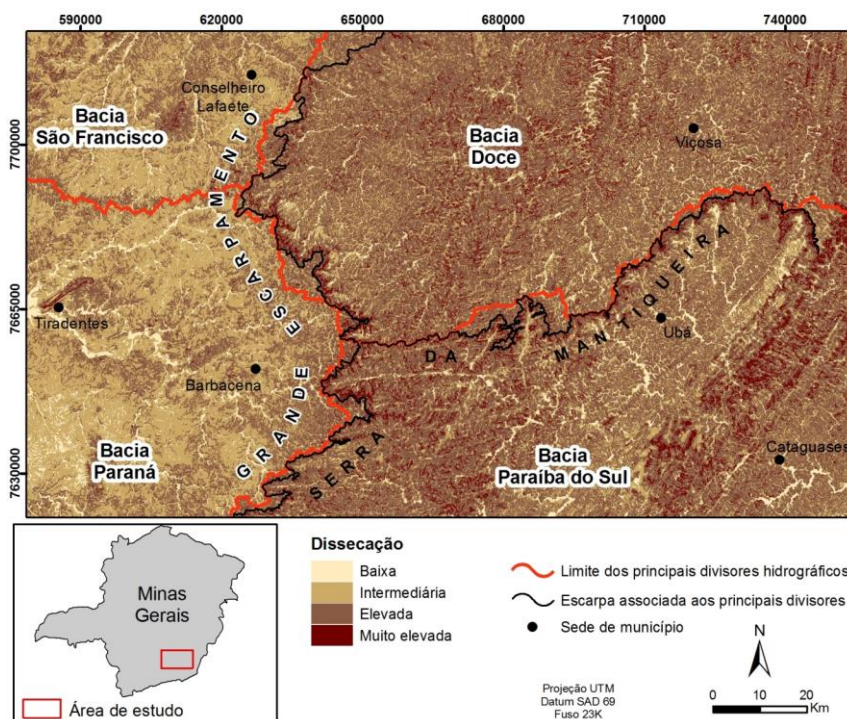 590000 620000 650000 680000 710000 740000
7700000
7665000
7630000
Conselheiro
Lafaete
Bacia
São Francisco
Bacia
Doce
Viçosa
GRANDE ESCARPAMENTO
Tiradentes
Barbacena
SERRA DA MANTIQUEIRA
Ubá
Bacia
Paraná
Bacia
Paraíba do Sul
Cataguases
Minas
Gerais
Área de estudo
Dissecação
Baixa
Intermediária
Elevada
Muito elevada
Limite dos principais divisores hidrográficos
Escarpa associada aos principais divisores
Sede de município
Projeção UTM
Datum SAD 69
Fuso 23K
N
0 10 20
Km